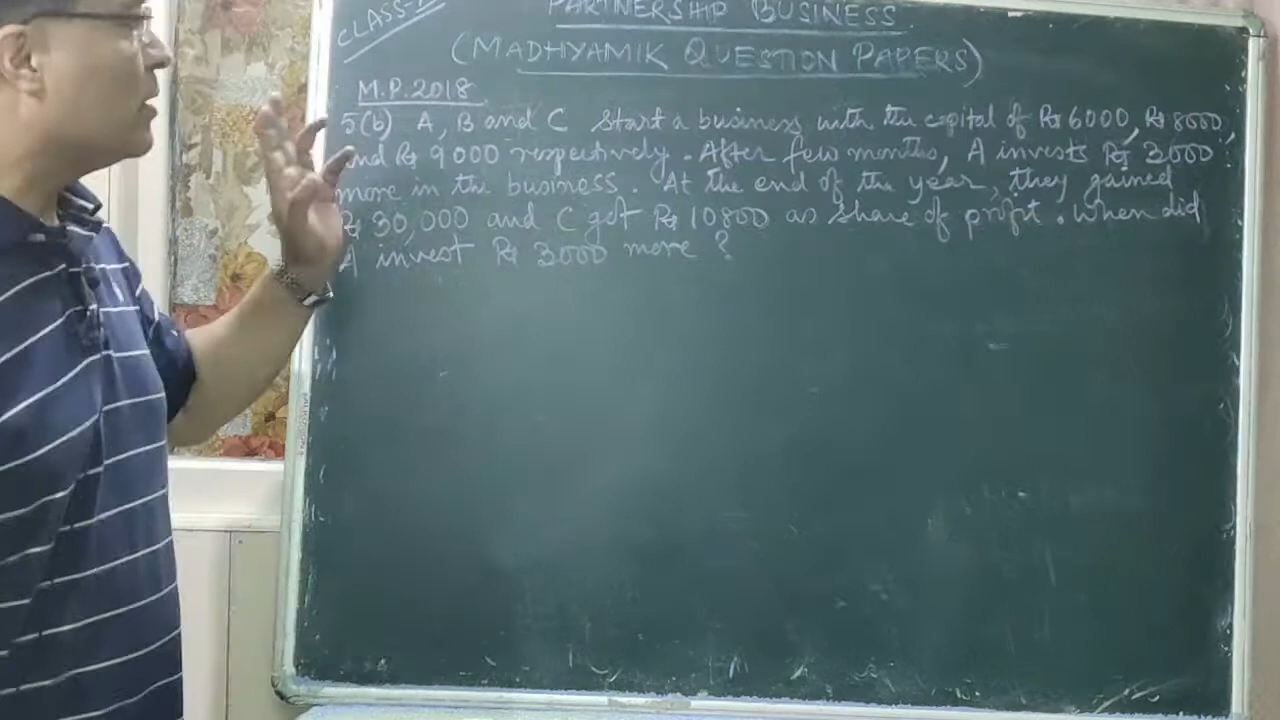 CLASS-
PARTNERSHIP BUSINESS
(MADHYAMIK QUESTION PAPERS)
M.P. 2018
5(b) A, B and C start a business with the capital of Rs 6000, Rs 8000,
and Rs 9000 respectively. After few months, A invests Rs 3000
more in the business. At the end of the year, they gained
Rs 30,000 and C got Rs 10800 as share of profit. When did
A invest Rs 3000 more ?